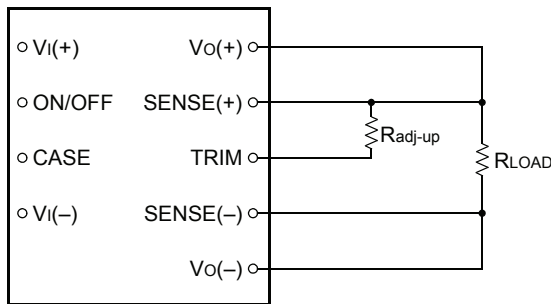 VI(+) VO(+)
ON/OFF SENSE(+)
CASE TRIM
VI(–) SENSE(–)
VO(–)
Radj-up
RLOAD